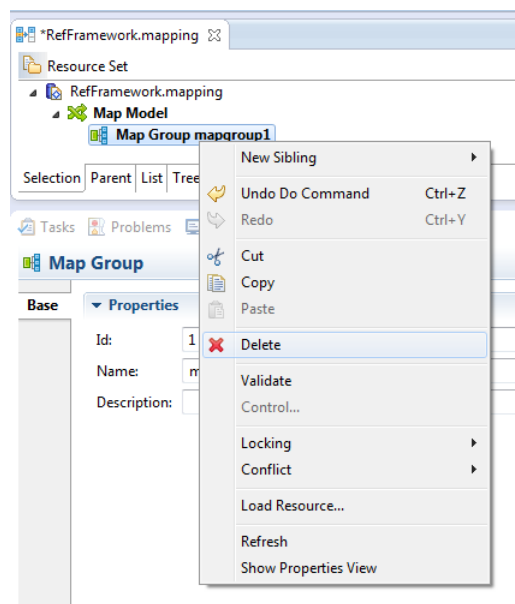 *RefFramework.mapping
Resource Set
RefFramework.mapping
Map Model
Map Group mapgroup1
Selection Parent List Tree
New Sibling
Undo Do Command Ctrl+Z
Redo Ctrl+Y
Cut
Copy
Paste
Delete
Validate
Control...
Locking
Conflict
Load Resource...
Refresh
Show Properties View
Tasks Problems
Map Group
Base Properties
Id: 1
Name: m
Description: